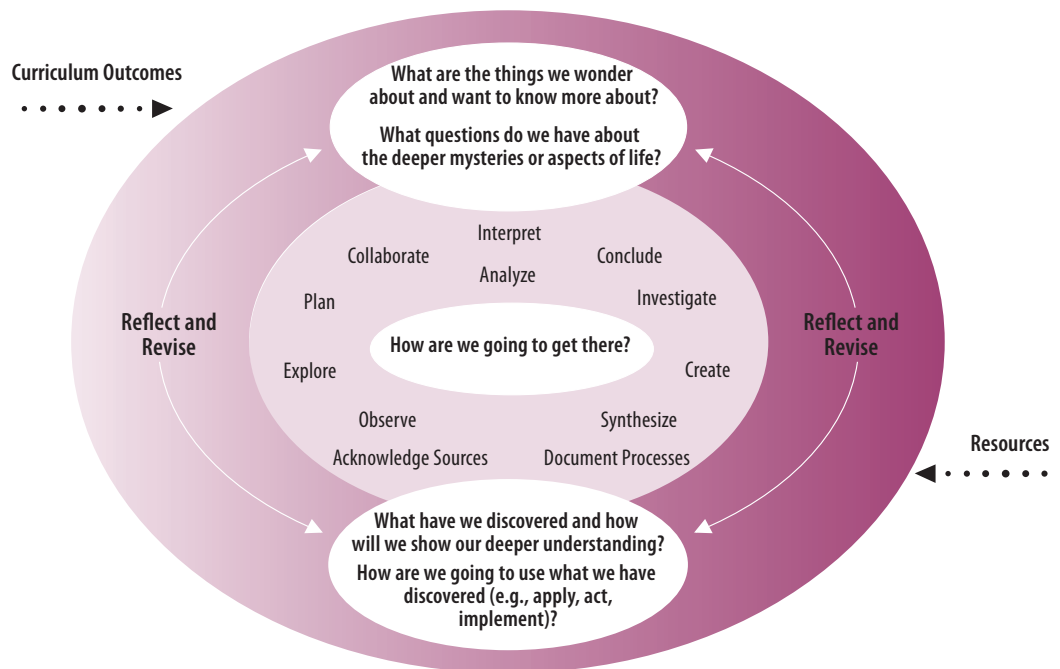 Curriculum Outcomes
What are the things we wonder
about and want to know more about?
What questions do we have about
the deeper mysteries or aspects of life?
Interpret
Collaborate
Conclude
Analyze
Plan
Investigate
Reflect and
Revise
How are we going to get there?
Reflect and
Revise
Explore
Create
Observe
Synthesize
Acknowledge Sources
Document Processes
Resources
What have we discovered and how
will we show our deeper understanding?
How are we going to use what we have
discovered (e.g., apply, act,
implement)?